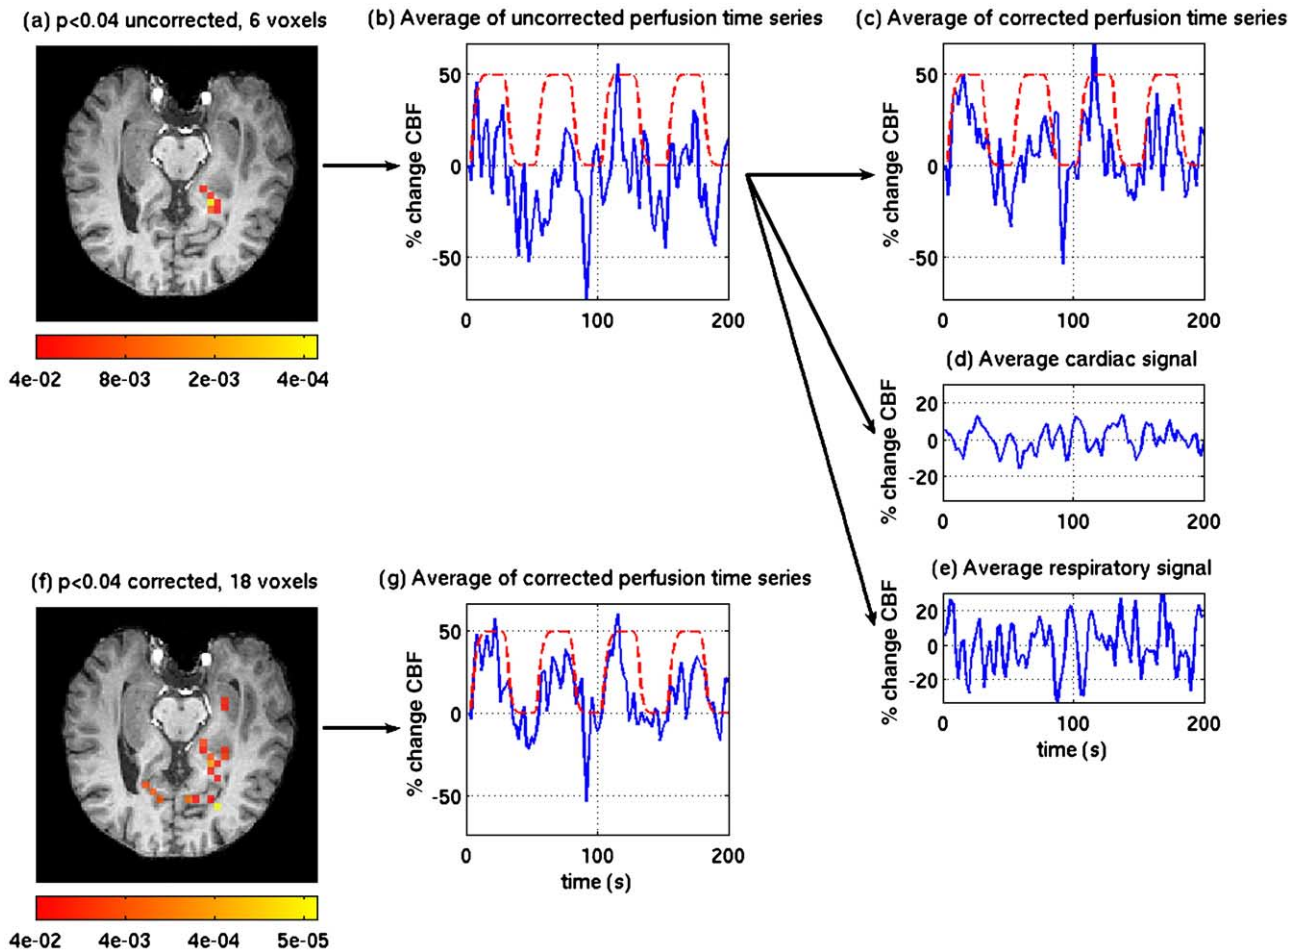 (a) p<0.04 uncorrected, 6 voxels
4e-02 8e-03 2e-03 4e-04
(b) Average of uncorrected perfusion time series
% change CBF
50
0
-50
0 100 200
(c) Average of corrected perfusion time series
% change CBF
50
0
-50
0 100 200
(d) Average cardiac signal
% change CBF
20
0
-20
0 100 200
(e) Average respiratory signal
% change CBF
20
0
-20
0 100 200
time (s)
(f) p<0.04 corrected, 18 voxels
4e-02 4e-03 4e-04 5e-05
(g) Average of corrected perfusion time series
% change CBF
50
0
-50
0 100 200
time (s)